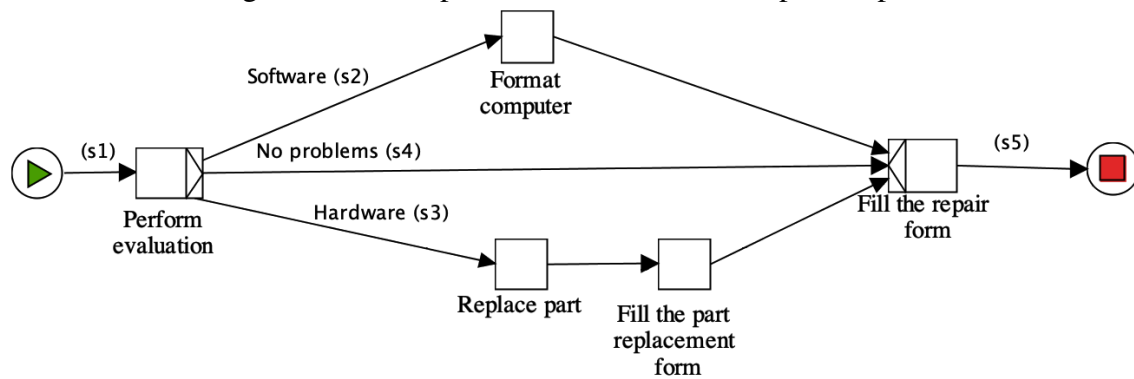 Software (s2)
Format
computer
(s1)
No problems (s4)
(s5)
Perform
evaluation
Hardware (s3)
Fill the repair
form
Replace part
Fill the part
replacement
form